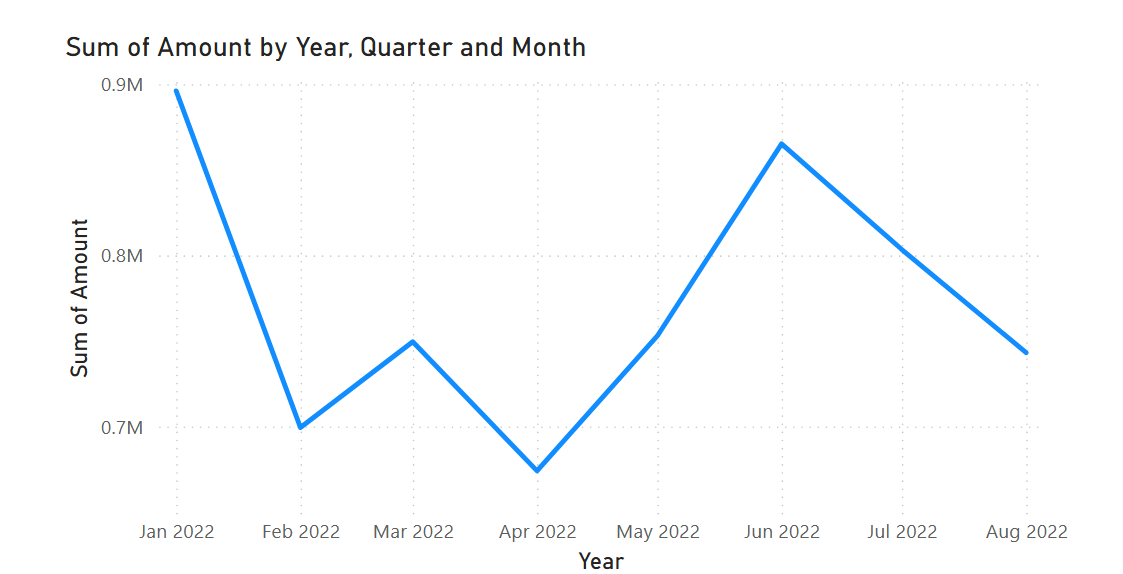 Sum of Amount by Year, Quarter and Month
0.9M
0.8M
0.7M
Sum of Amount
Jan 2022 Feb 2022 Mar 2022 Apr 2022 May 2022 Jun 2022 Jul 2022 Aug 2022
Year